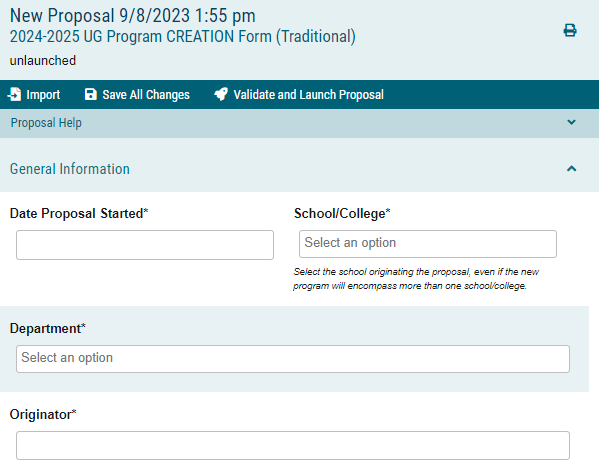 New Proposal 9/8/2023 1:55 pm
2024-2025 UG Program CREATION Form (Traditional)
unlaunched
Import Save All Changes Validate and Launch Proposal
Proposal Help
General Information
Date Proposal Started* School/College*
Select an option
Select the school originating the proposal, even if the new
program will encompass more than one school/college.
Department*
Select an option
Originator*